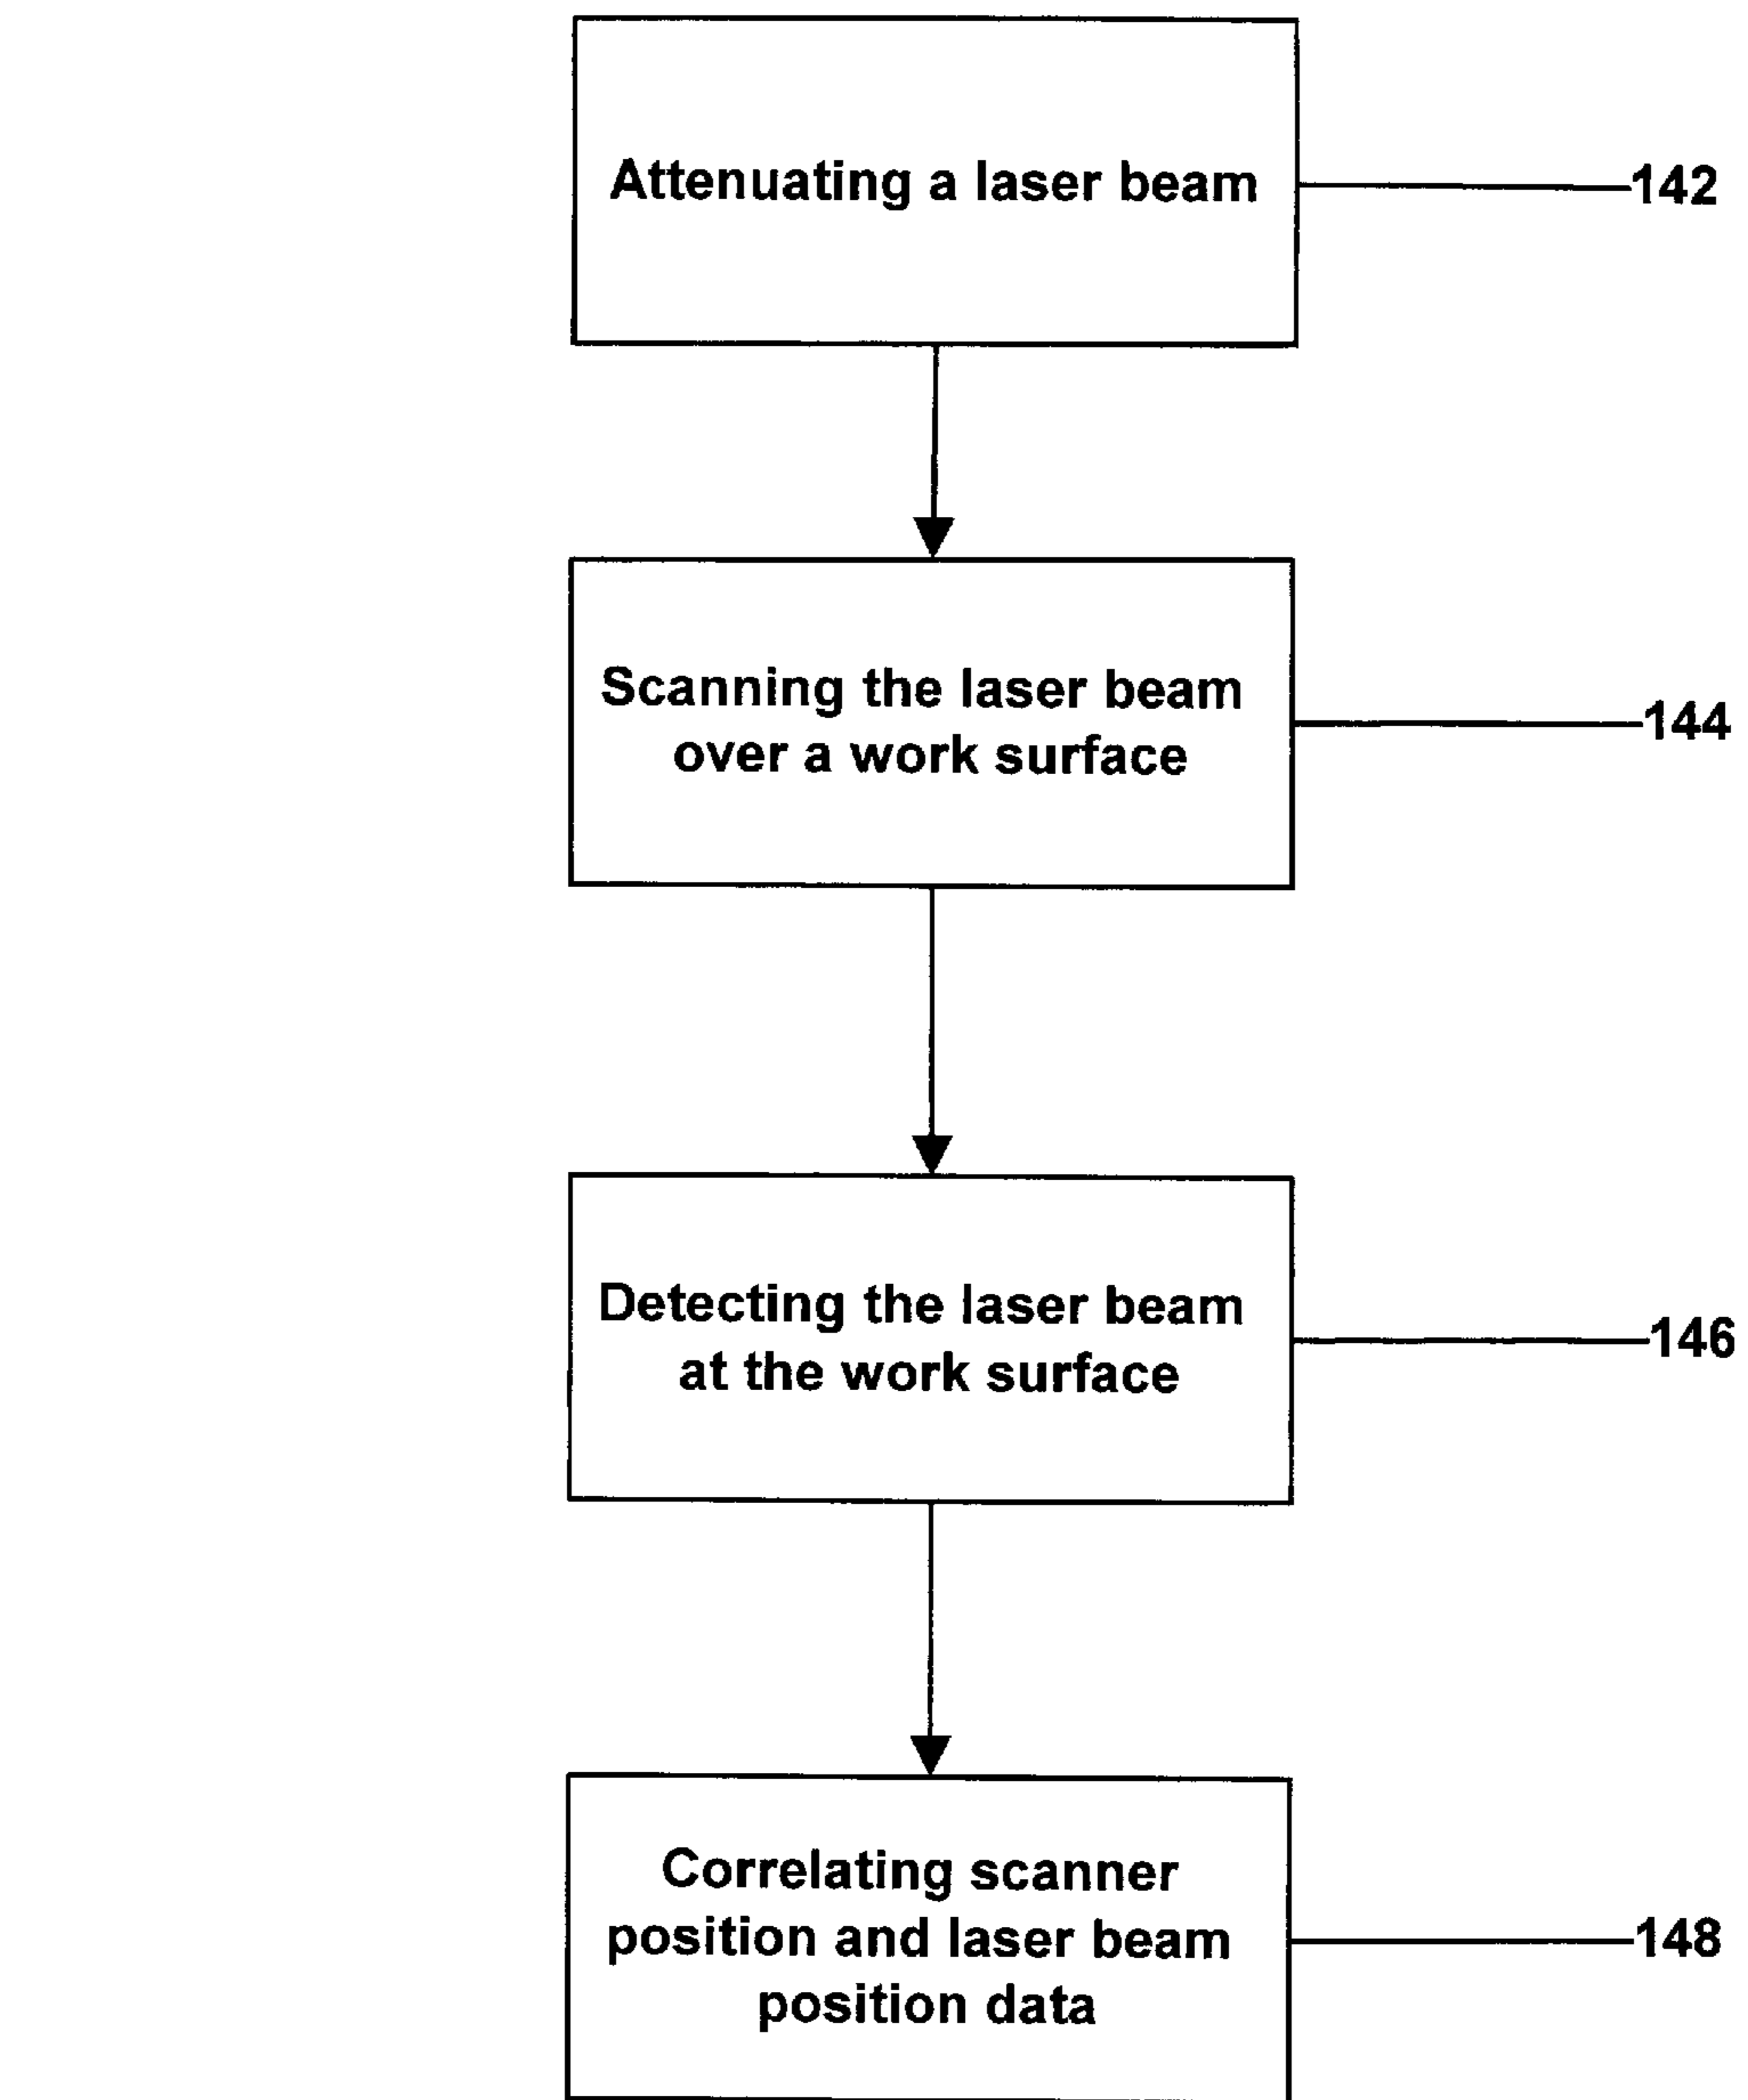 Attenuating a laser beam
142
Scanning the laser beam
over a work surface
144
Detecting the laser beam
at the work surface
146
Correlating scanner
position and laser beam
position data
148